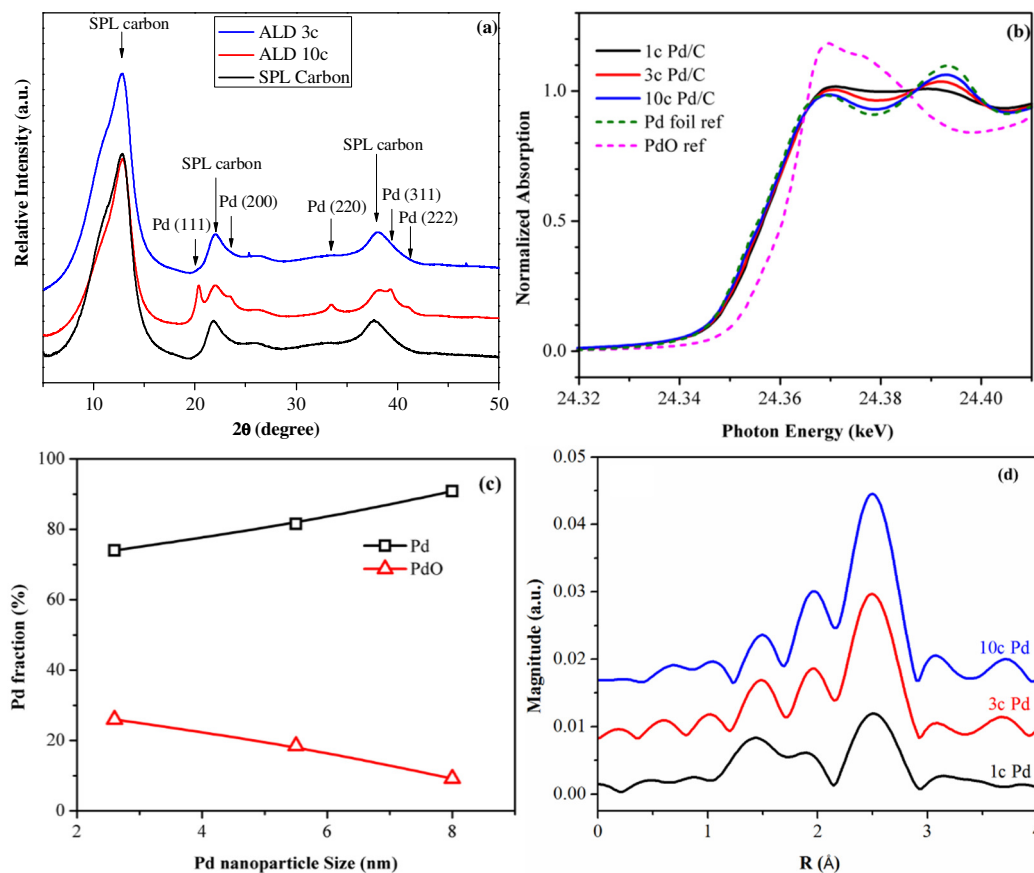 (a)
SPL carbon
ALD 3c
ALD 10c
SPL Carbon
SPL carbon
SPL carbon
Pd (111)
Pd (200)
Pd (220)
Pd (311)
Pd (222)
Relative Intensity (a.u.)
10 20 30 40 50
2θ (degree)
(b)
1c Pd/C
3c Pd/C
10c Pd/C
Pd foil ref
PdO ref
Normalized Absorption
1.0
0.5
0.0
24.32 24.34 24.36 24.38 24.40
Photon Energy (keV)
(c)
Pd
PdO
Pd fraction (%)
100
80
60
40
20
0
2 4 6 8
Pd nanoparticle Size (nm)
(d)
10c Pd
3c Pd
1c Pd
Magnitude (a.u.)
0.05
0.04
0.03
0.02
0.01
0.00
0 1 2 3 4
R (Å)